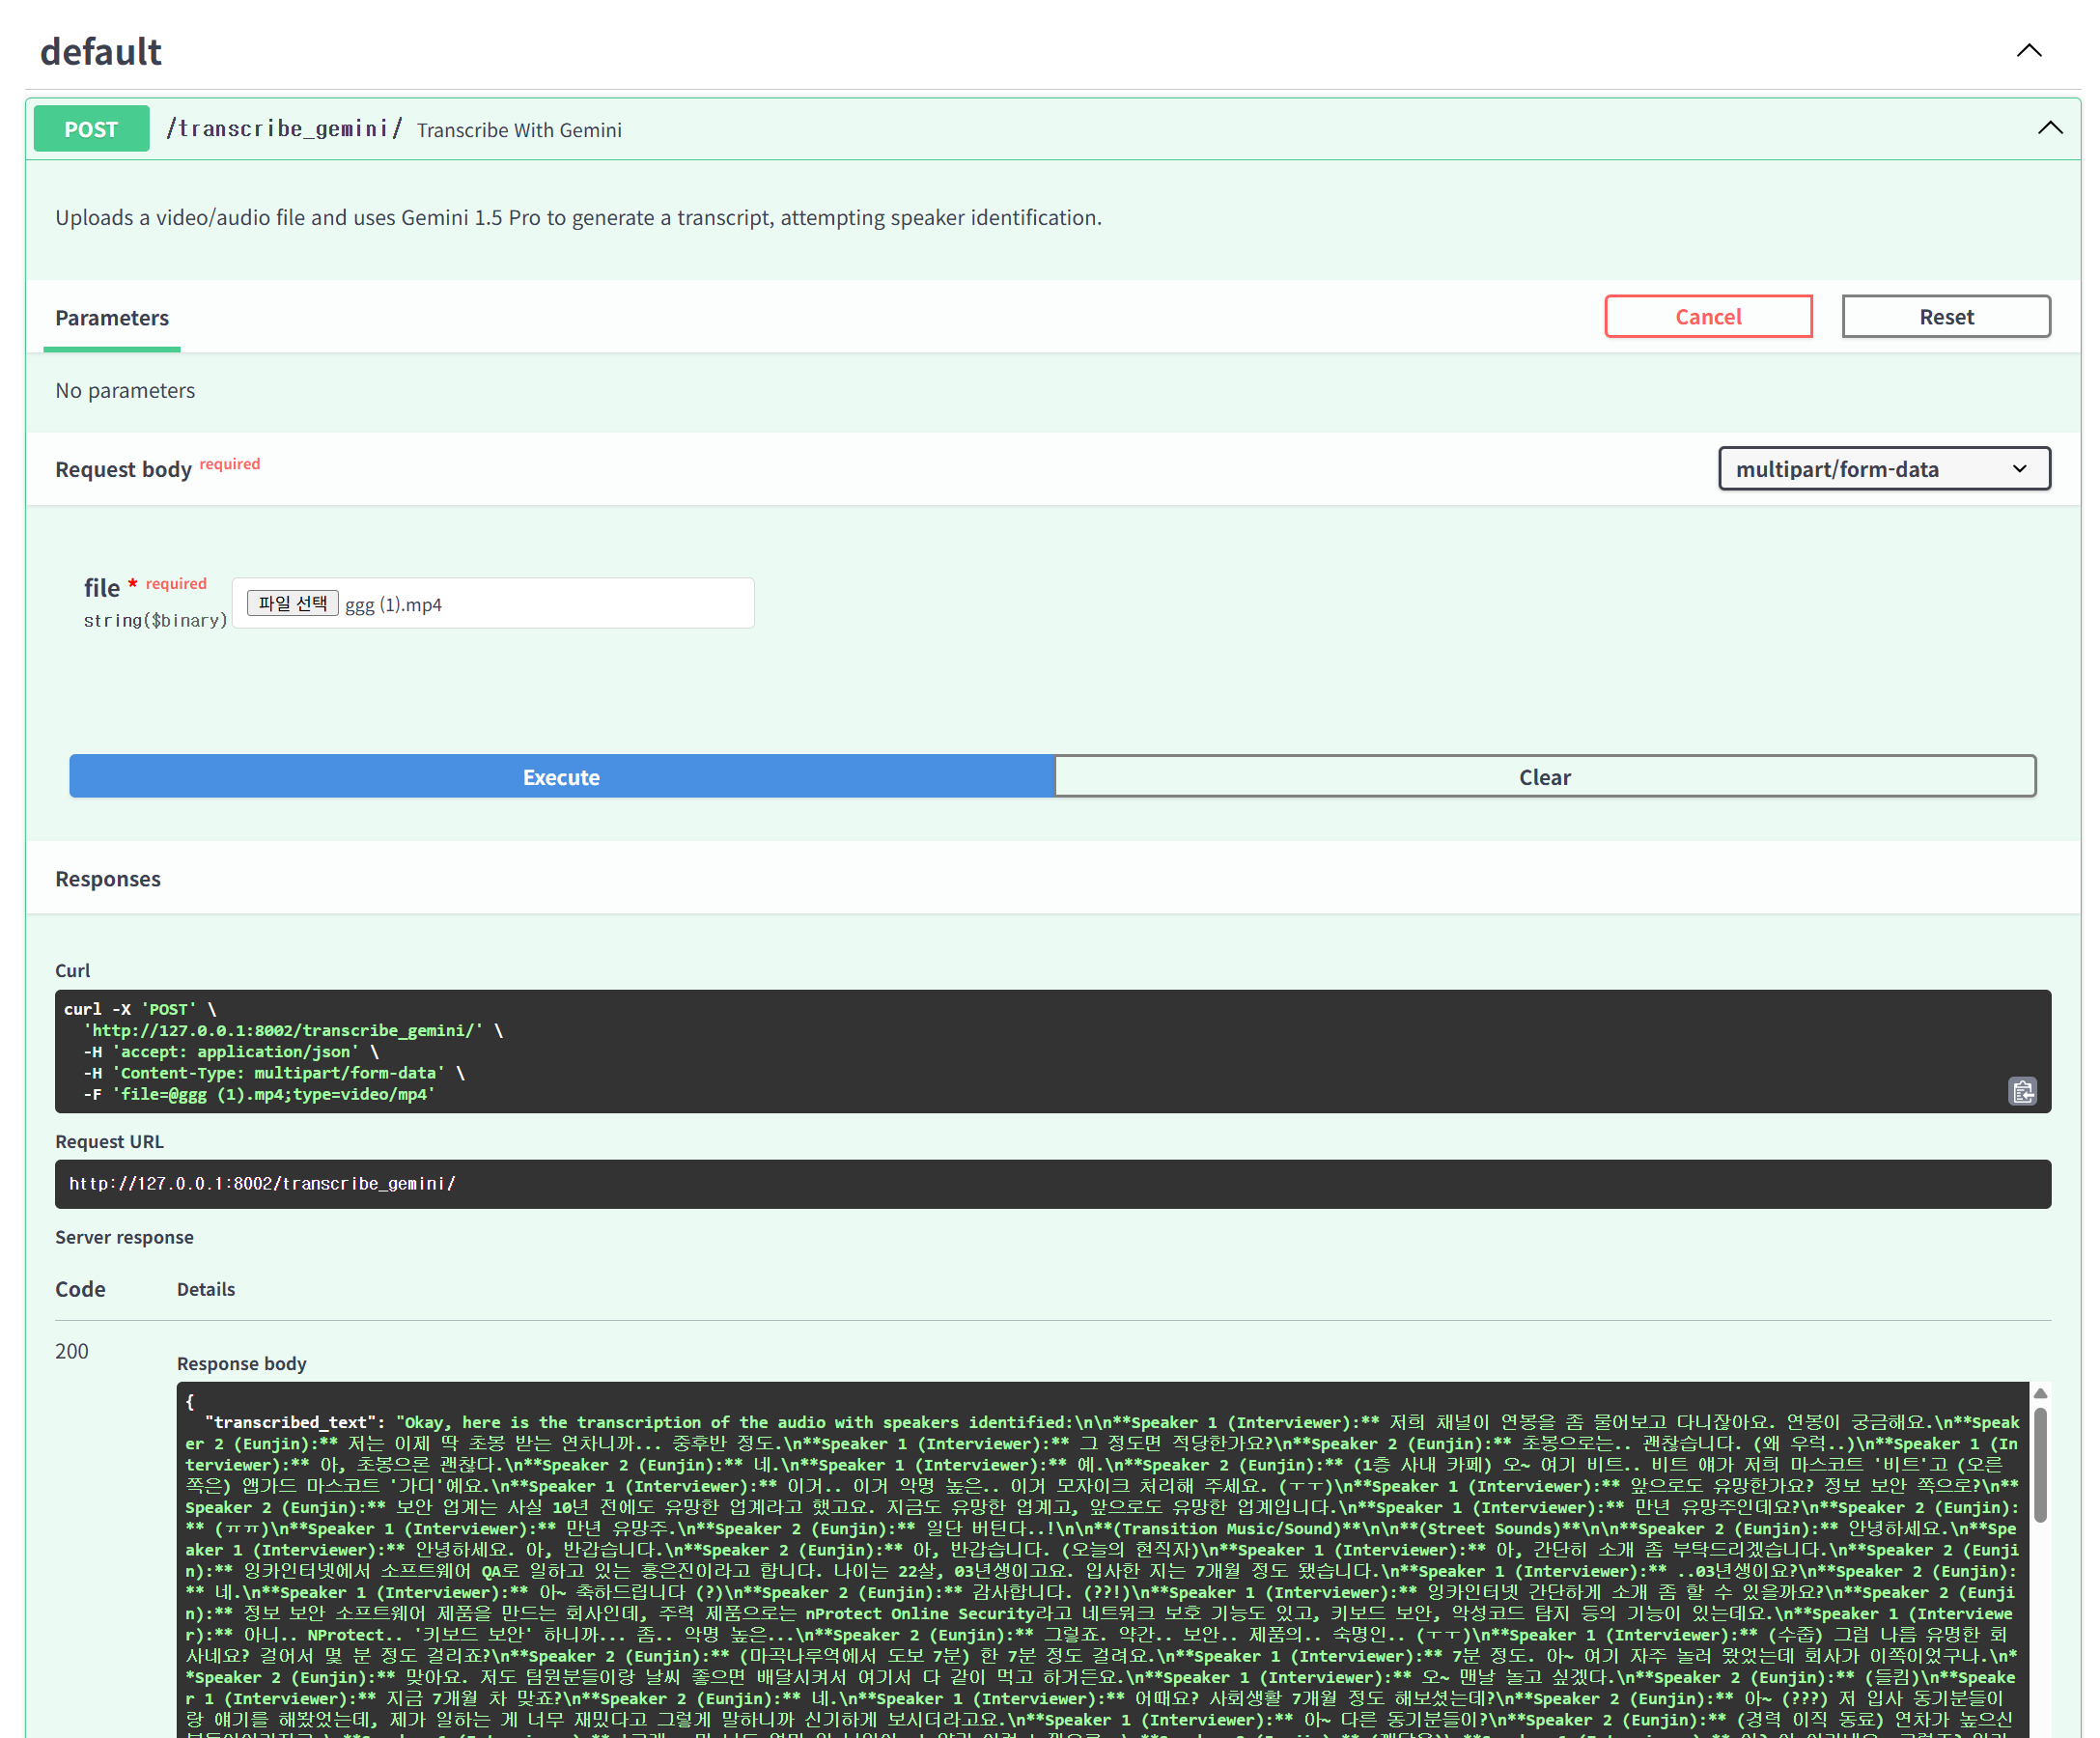 default
POST /transcribe_gemini/ Transcribe With Gemini
Uploads a video/audio file and uses Gemini 1.5 Pro to generate a transcript, attempting speaker identification.
Parameters
Cancel
Reset
No parameters
Request body required
multipart/form-data
file * required
string($binary)
파일 선택 ggg (1).mp4
Execute
Clear
Responses
Curl
curl -X 'POST' \
'http://127.0.0.1:8002/transcribe_gemini/' \
-H 'accept: application/json' \
-H 'Content-Type: multipart/form-data' \
-F 'file=@ggg (1).mp4;type=video/mp4'
Request URL
http://127.0.0.1:8002/transcribe_gemini/
Server response
Code Details
200
Response body
{
"transcribed_text": "Okay, here is the transcription of the audio with speakers identified:\n\n**Speaker 1 (Interviewer):** 저희 채널이 연봉을 좀 물어보고 다니잖아요. 연봉이 궁금해요.\n**Speak
er 2 (Eunjin):** 저는 이제 딱 초봉 받는 연차니까... 중후반 정도.\n**Speaker 1 (Interviewer):** 그 정도면 적당한가요?\n**Speaker 2 (Eunjin):** 초봉으로는.. 괜찮습니다. (왜 우럭..)\n**Speaker 1 (In
terviewer):** 아, 초봉으론 괜찮다.\n**Speaker 2 (Eunjin):** 네.\n**Speaker 1 (Interviewer):** 예.\n**Speaker 2 (Eunjin):** (1층 사내 카페) 오~ 여기 비트.. 비트 얘가 저희 마스코트 '비트'고 (오른
쪽은) 앱가드 마스코트 '가디'예요.\n**Speaker 1 (Interviewer):** 이거.. 이거 악명 높은.. 이거 모자이크 처리해 주세요. (ㅜㅜ)\n**Speaker 1 (Interviewer):** 앞으로도 유망한가요? 정보 보안 쪽으로?\n**
Speaker 2 (Eunjin):** 보안 업계는 사실 10년 전에도 유망한 업계라고 했고요. 지금도 유망한 업계고, 앞으로도 유망한 업계입니다.\n**Speaker 1 (Interviewer):** 만년 유망주인데요?\n**Speaker 2 (Eunjin):
** (ㅠㅠ)\n**Speaker 1 (Interviewer):** 만년 유망주.\n**Speaker 2 (Eunjin):** 일단 버틴다..!\n\n**(Transition Music/Sound)**\n\n**(Street Sounds)**\n\n**Speaker 2 (Eunjin):** 안녕하세요.\n**Spe
aker 1 (Interviewer):** 안녕하세요. 아, 반갑습니다.\n**Speaker 2 (Eunjin):** 아, 반갑습니다. (오늘의 현직자)\n**Speaker 1 (Interviewer):** 아, 간단히 소개 좀 부탁드리겠습니다.\n**Speaker 2 (Eunji
n):** 잉카인터넷에서 소프트웨어 QA로 일하고 있는 홍은진이라고 합니다. 나이는 22살, 03년생이고요. 입사한 지는 7개월 정도 됐습니다.\n**Speaker 1 (Interviewer):** ..03년생이요?\n**Speaker 2 (Eunjin):
** 네.\n**Speaker 1 (Interviewer):** 아~ 축하드립니다 (?)\n**Speaker 2 (Eunjin):** 감사합니다. (??!)\n**Speaker 1 (Interviewer):** 잉카인터넷 간단하게 소개 좀 할 수 있을까요?\n**Speaker 2 (Eunji
n):** 정보 보안 소프트웨어 제품을 만드는 회사인데, 주력 제품으로는 nProtect Online Security라고 네트워크 보호 기능도 있고, 키보드 보안, 악성코드 탐지 등의 기능이 있는데요.\n**Speaker 1 (Interviewe
r):** 아니.. NProtect.. '키보드 보안' 하니까... 좀.. 악명 높은...\n**Speaker 2 (Eunjin):** 그렇죠. 약간.. 보안.. 제품의.. 숙명인.. (ㅜㅜ)\n**Speaker 1 (Interviewer):** (수줍) 그럼 나름 유명한 회
사네요? 걸어서 몇 분 정도 걸리죠?\n**Speaker 2 (Eunjin):** (마곡나루역에서 도보 7분) 한 7분 정도 걸려요.\n**Speaker 1 (Interviewer):** 7분 정도. 아~ 여기 자주 놀러 왔었는데 회사가 이쪽이었구나.\n*
*Speaker 2 (Eunjin):** 맞아요. 저도 팀원분들이랑 날씨 좋으면 배달시켜서 여기서 다 같이 먹고 하거든요.\n**Speaker 1 (Interviewer):** 오~ 맨날 놀고 싶겠다.\n**Speaker 2 (Eunjin):** (들킴)\n**Speake
r 1 (Interviewer):** 지금 7개월 차 맞죠?\n**Speaker 2 (Eunjin):** 네.\n**Speaker 1 (Interviewer):** 어때요? 사회생활 7개월 정도 해보셨는데?\n**Speaker 2 (Eunjin):** 아~ (???) 저 입사 동기분들이
랑 얘기를 해봤었는데, 제가 일하는 게 너무 재밌다고 그렇게 말하니까 신기하게 보시더라고요.\n**Speaker 1 (Interviewer):** 아~ 다른 동기분들이?\n**Speaker 2 (Eunjin):** (경력 이직 동료) 연차가 높으신